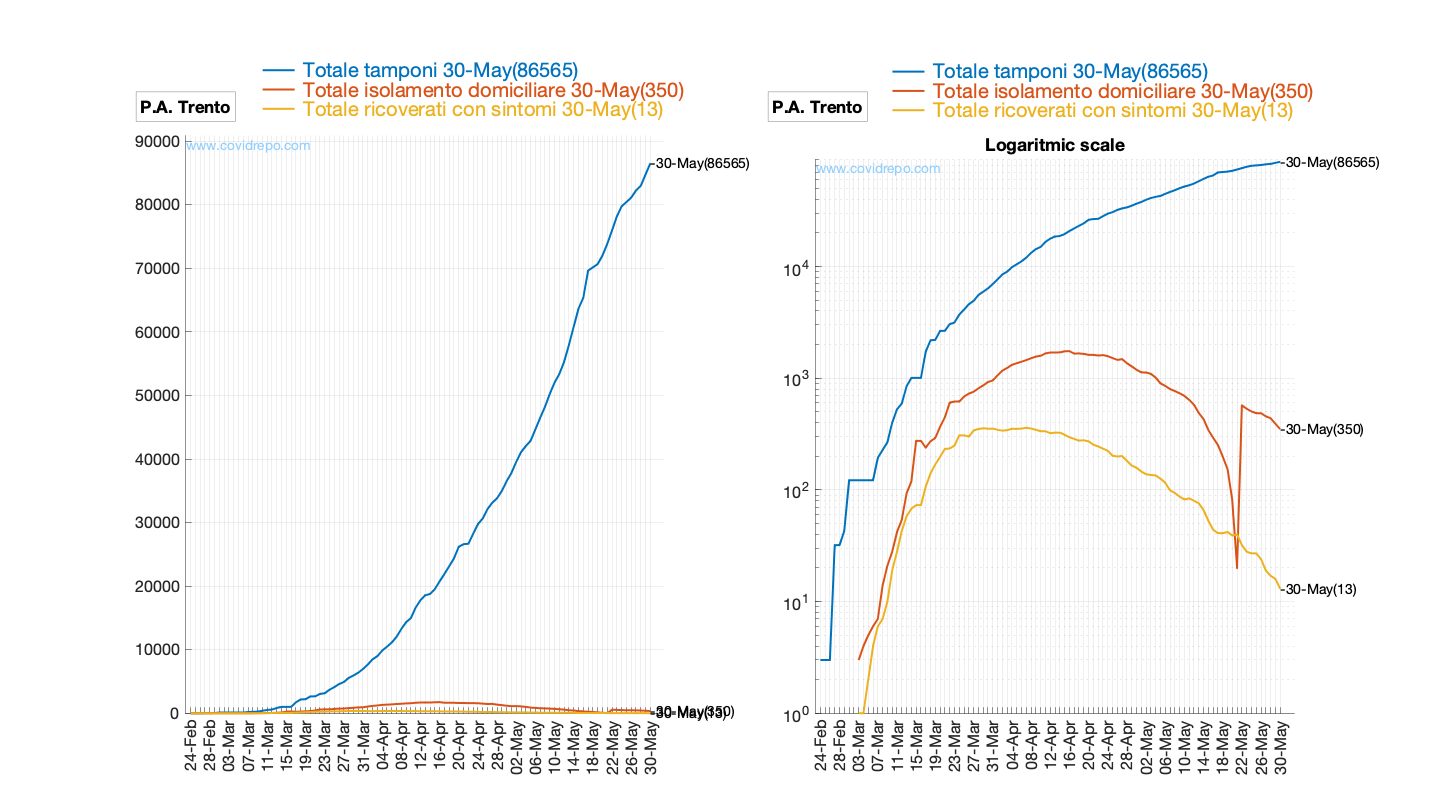 Totale tamponi 30-May(86565)
Totale isolamento domiciliare 30-May(350)
Totale ricoverati con sintomi 30-May(13)
P.A. Trento
www.covidrepo.com
90000
80000
70000
60000
50000
40000
30000
20000
10000
0
30-May(86565)
30-May(350)
30-May(13)
24-Feb
28-Feb
03-Mar
07-Mar
11-Mar
15-Mar
19-Mar
23-Mar
27-Mar
31-Mar
04-Apr
08-Apr
12-Apr
16-Apr
20-Apr
24-Apr
28-Apr
02-May
06-May
10-May
14-May
18-May
22-May
26-May
30-May
Totale tamponi 30-May(86565)
Totale isolamento domiciliare 30-May(350)
Totale ricoverati con sintomi 30-May(13)
P.A. Trento
Logaritmic scale
www.covidrepo.com
10^4
10^3
10^2
10^1
10^0
30-May(86565)
30-May(350)
30-May(13)
24-Feb
28-Feb
03-Mar
07-Mar
11-Mar
15-Mar
19-Mar
23-Mar
27-Mar
31-Mar
04-Apr
08-Apr
12-Apr
16-Apr
20-Apr
24-Apr
28-Apr
02-May
06-May
10-May
14-May
18-May
22-May
26-May
30-May